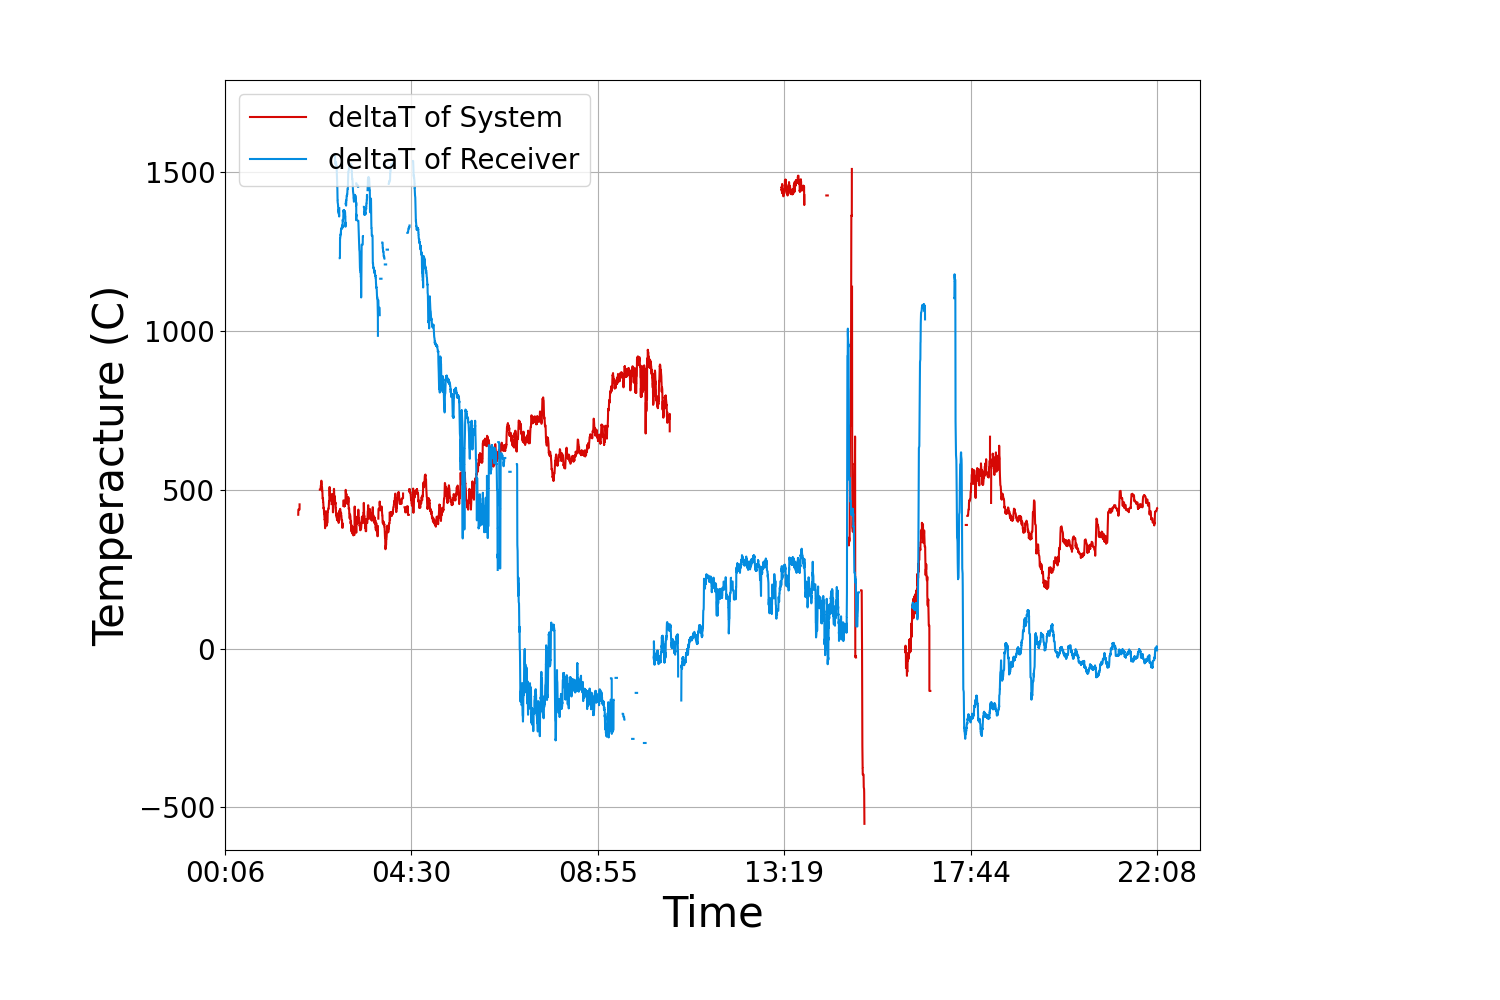 deltaT of System
deltaT of Receiver
1500
1000
500
0
−500
Temperacture (C)
00:06 04:30 08:55 13:19 17:44 22:08
Time